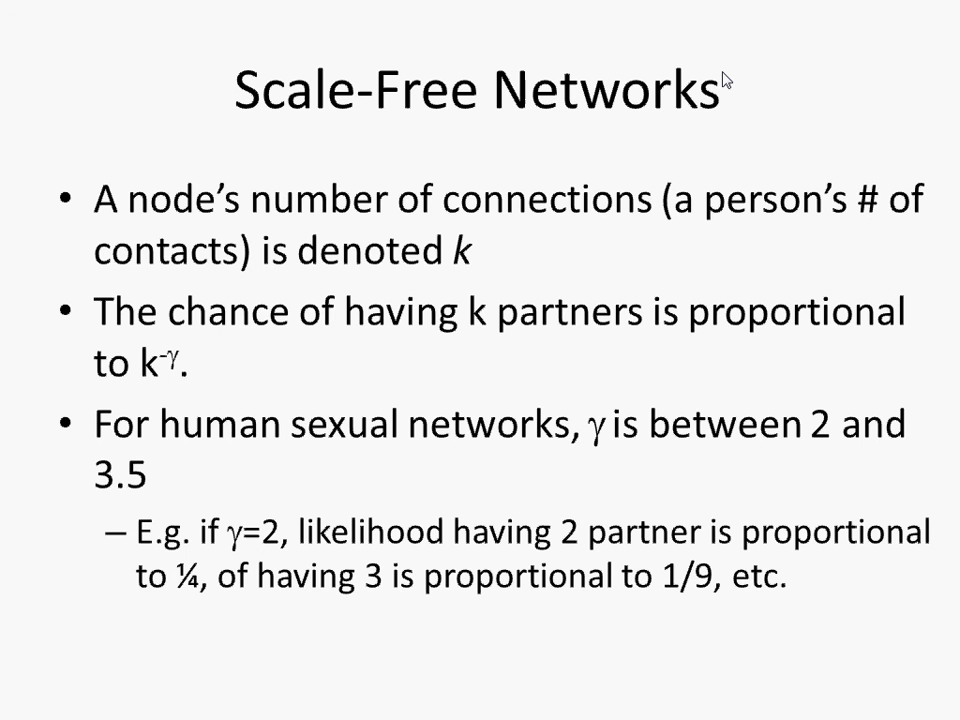 Scale-Free Networks
• A node’s number of connections (a person’s # of
contacts) is denoted k
• The chance of having k partners is proportional
to k-γ.
• For human sexual networks, γ is between 2 and
3.5
– E.g. if γ=2, likelihood having 2 partner is proportional
to ¼, of having 3 is proportional to 1/9, etc.